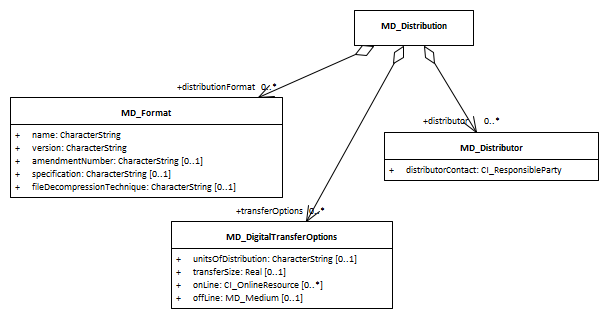 MD_Distribution
+distributionFormat 0..*
MD_Format
+ name: CharacterString
+ version: CharacterString
+ amendmentNumber: CharacterString [0..1]
+ specification: CharacterString [0..1]
+ fileDecompressionTechnique: CharacterString [0..1]
+distributor 0..*
MD_Distributor
+ distributorContact: CI_ResponsibleParty
+transferOptions 0..*
MD_DigitalTransferOptions
+ unitsOfDistribution: CharacterString [0..1]
+ transferSize: Real [0..1]
+ onLine: CI_OnlineResource [0..*]
+ offLine: MD_Medium [0..1]